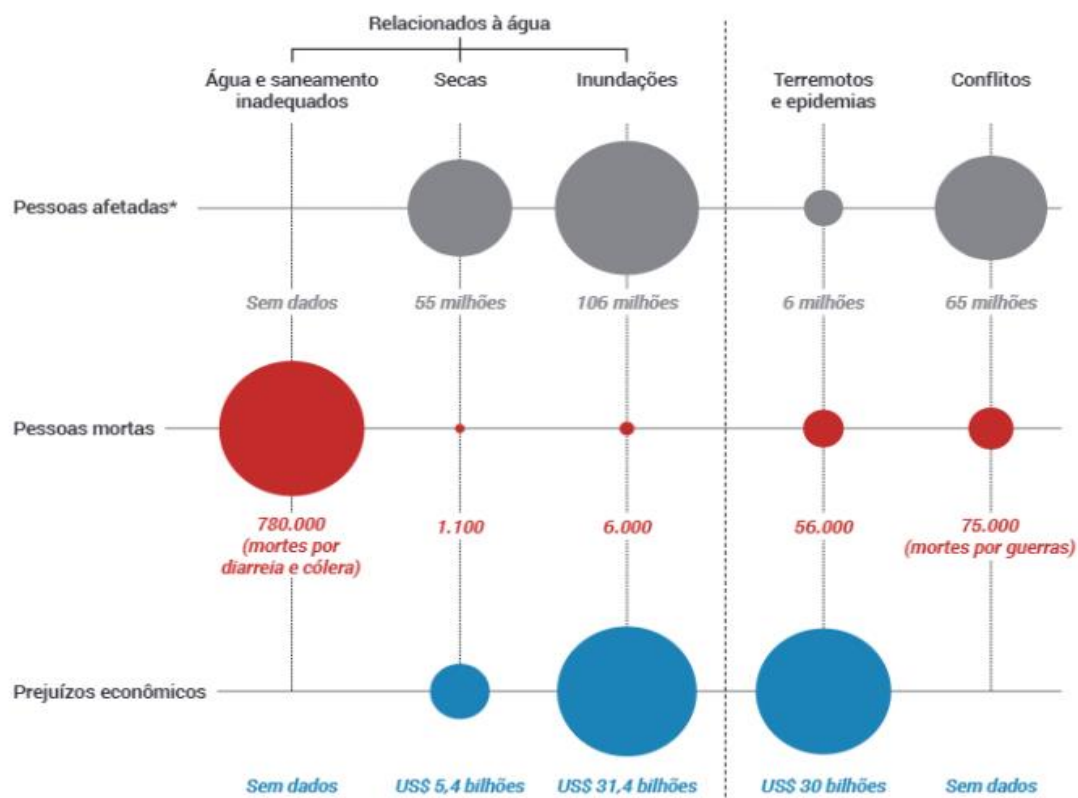 Relacionados à água
Água e saneamento
inadequados
Secas
Inundações
Terremotos
e epidemias
Conflitos
Pessoas afetadas*
Sem dados
55 milhões
106 milhões
6 milhões
65 milhões
Pessoas mortas
780.000
(mortes por
diarreia e cólera)
1.100
6.000
56.000
75.000
(mortes por guerras)
Prejuízos econômicos
Sem dados
US$ 5,4 bilhões
US$ 31,4 bilhões
US$ 30 bilhões
Sem dados